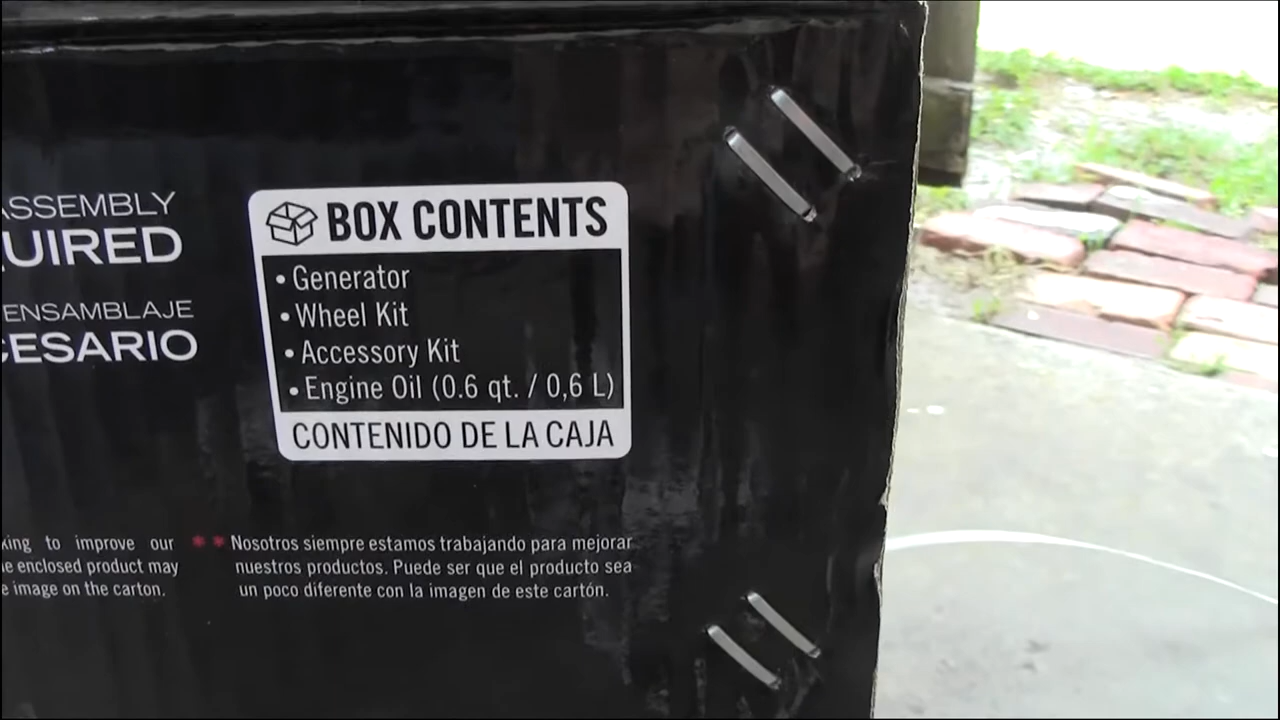 ASSEMBLY
UIRED
ENSAMBLAJE
CESARIO
BOX CONTENTS
• Generator
• Wheel Kit
• Accessory Kit
• Engine Oil (0.6 qt. / 0,6 L)
CONTENIDO DE LA CAJA
king to improve our
e enclosed product may
e image on the carton.
** Nosotros siempre estamos trabajando para mejorar
nuestros productos. Puede ser que el producto sea
un poco diferente con la imagen de este cartón.